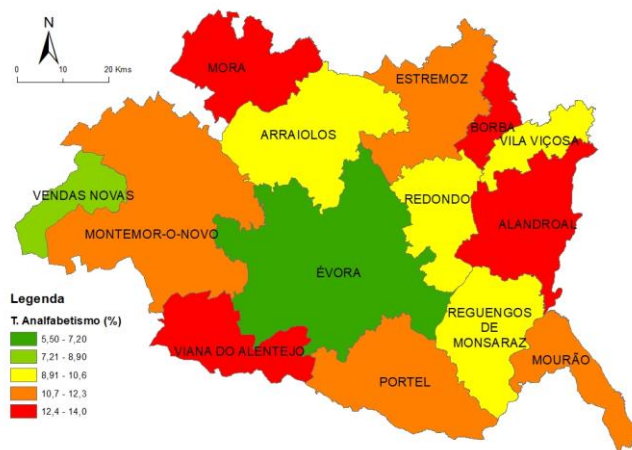 N
0 10 20 Kms
MORA
ESTREMOZ
ARRAIOLOS
BORBA
VILA VIÇOSA
VENDAS NOVAS
REDONDO
ALANDROAL
MONTEMOR-O-NOVO
ÉVORA
REGUENGOS
DE
MONSARAZ
VIANA DO ALENTEJO
MOURÃO
PORTEL
Legenda
T. Analfabetismo (%)
5,50 - 7,20
7,21 - 8,90
8,91 - 10,6
10,7 - 12,3
12,4 - 14,0